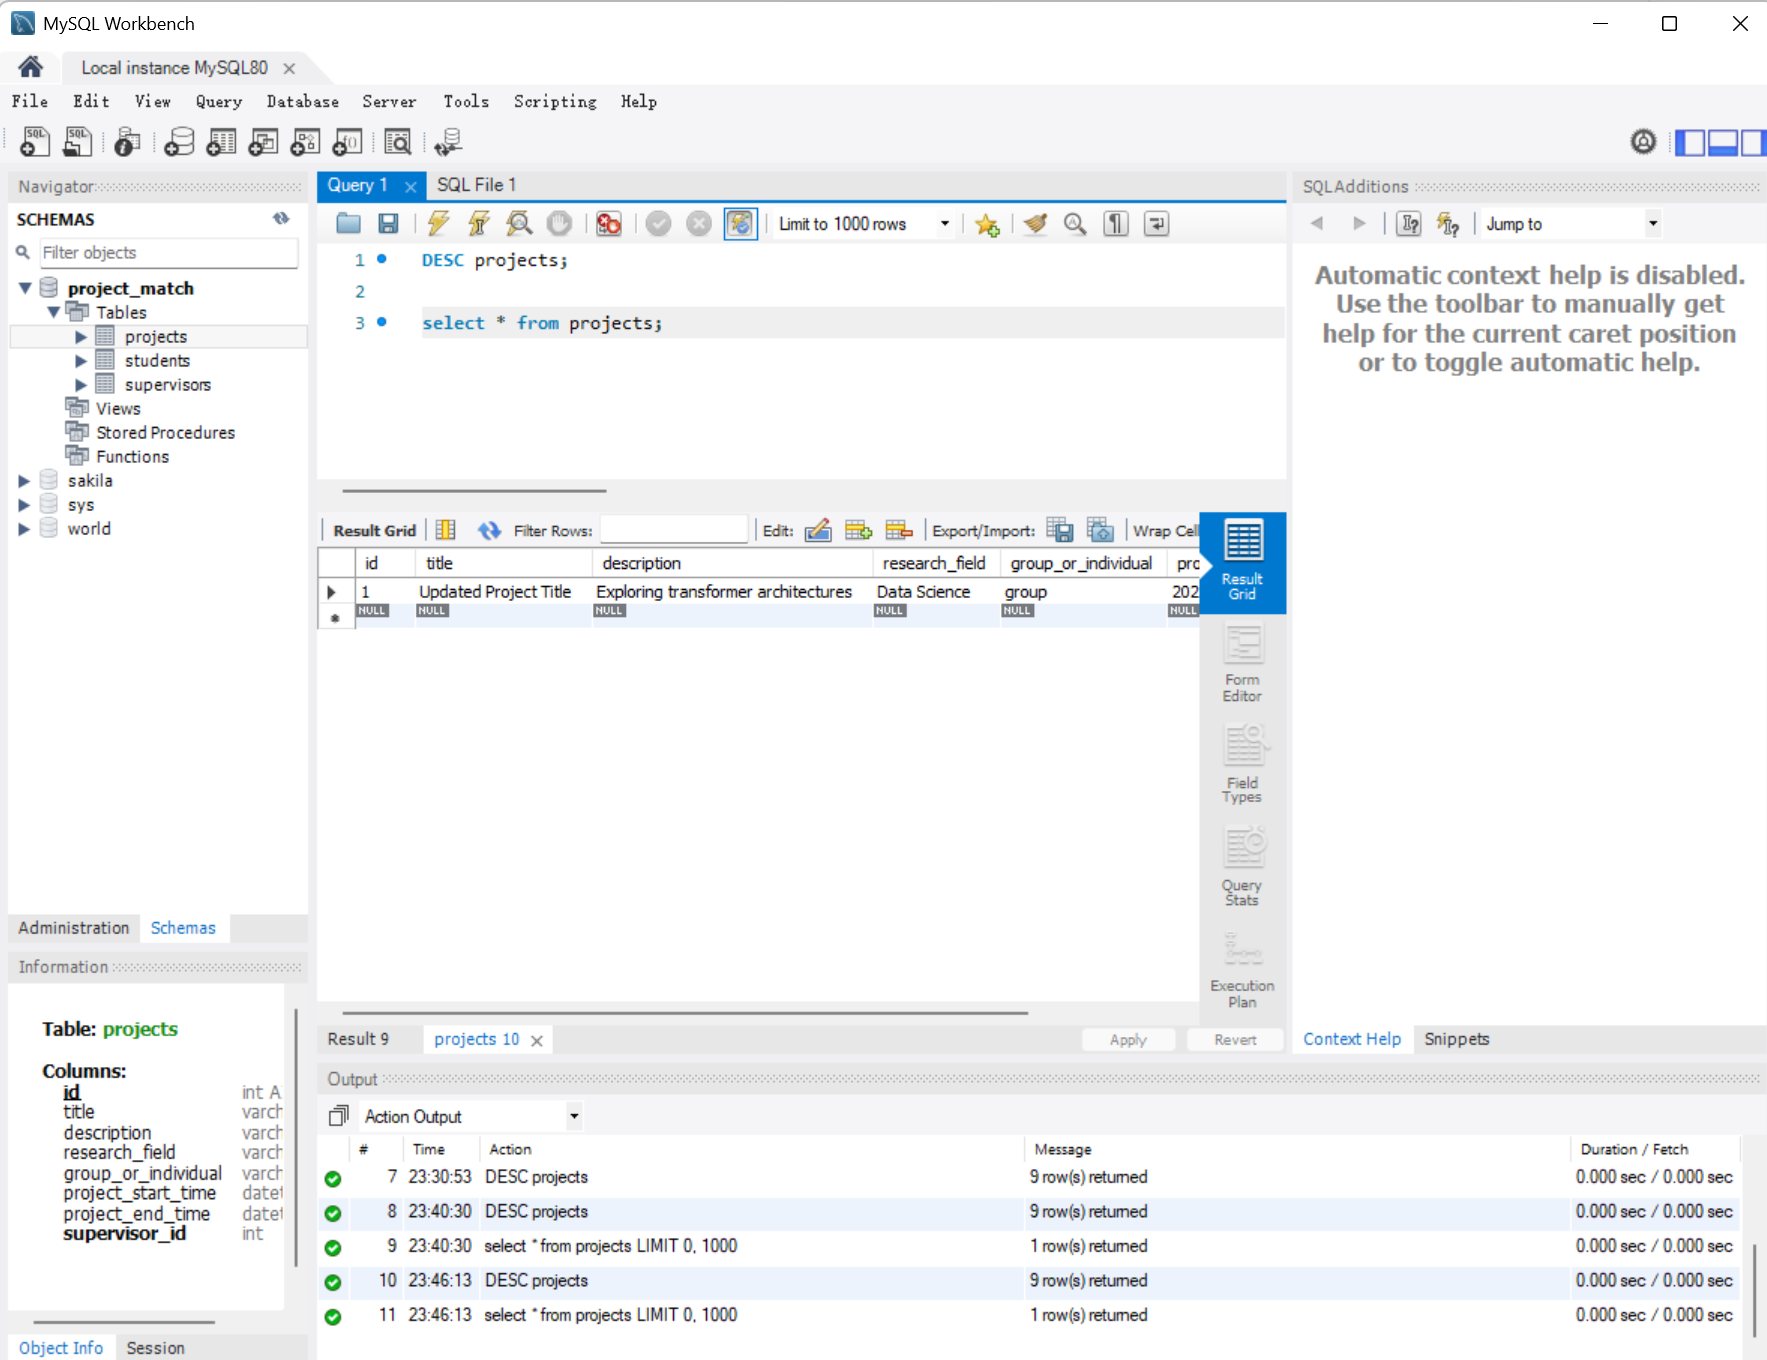 MySQL Workbench
Local instance MySQL80
File Edit View Query Database Server Tools Scripting Help
Navigator
SCHEMAS
Filter objects
project_match
Tables
projects
students
supervisors
Views
Stored Procedures
Functions
sakila
sys
world
Administration Schemas
Information
Table: projects
Columns:
id int A
title varch
description varch
research_field varch
group_or_individual varch
project_start_time datet
project_end_time datet
supervisor_id int
Object Info Session
Query 1 SQL File 1
Limit to 1000 rows
1 DESC projects;
2
3 select * from projects;
Result Grid Filter Rows: Edit: Export/Import: Wrap Cell
id title description research_field group_or_individual pro
1 Updated Project Title Exploring transformer architectures Data Science group 202
NULL NULL NULL NULL NULL NULL
Result
Grid
Form
Editor
Field
Types
Query
Stats
Execution
Plan
Result 9 projects 10 Apply Revert
SQLAdditions
Jump to
Automatic context help is disabled.
Use the toolbar to manually get
help for the current caret position
or to toggle automatic help.
Context Help Snippets
Output
Action Output
# Time Action Message Duration / Fetch
7 23:30:53 DESC projects 9 row(s) returned 0.000 sec / 0.000 sec
8 23:40:30 DESC projects 9 row(s) returned 0.000 sec / 0.000 sec
9 23:40:30 select * from projects LIMIT 0, 1000 1 row(s) returned 0.000 sec / 0.000 sec
10 23:46:13 DESC projects 9 row(s) returned 0.000 sec / 0.000 sec
11 23:46:13 select * from projects LIMIT 0, 1000 1 row(s) returned 0.000 sec / 0.000 sec